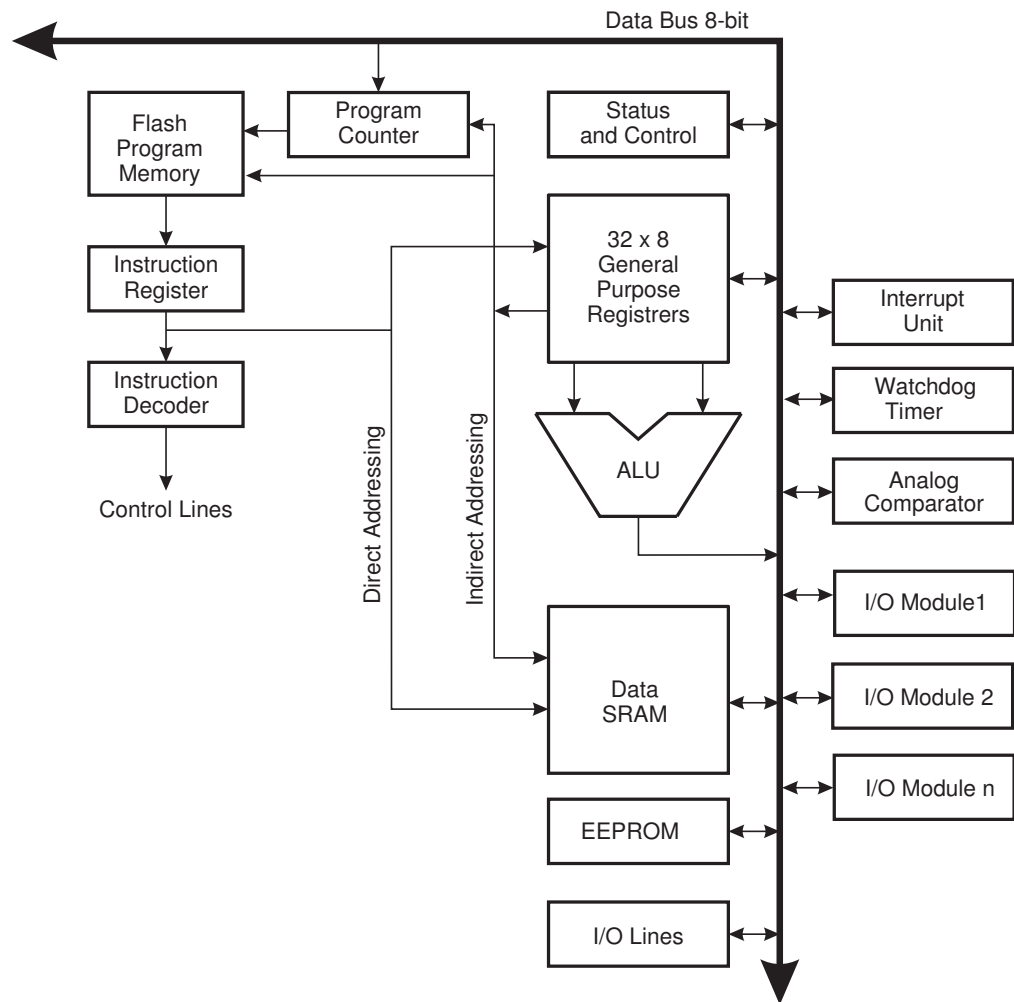 Data Bus 8-bit
Flash
Program
Memory
Program
Counter
Status
and Control
32 x 8
General
Purpose
Registrers
Instruction
Register
Instruction
Decoder
Control Lines
Direct Addressing
Indirect Addressing
ALU
Interrupt
Unit
Watchdog
Timer
Analog
Comparator
I/O Module1
Data
SRAM
I/O Module 2
I/O Module n
EEPROM
I/O Lines